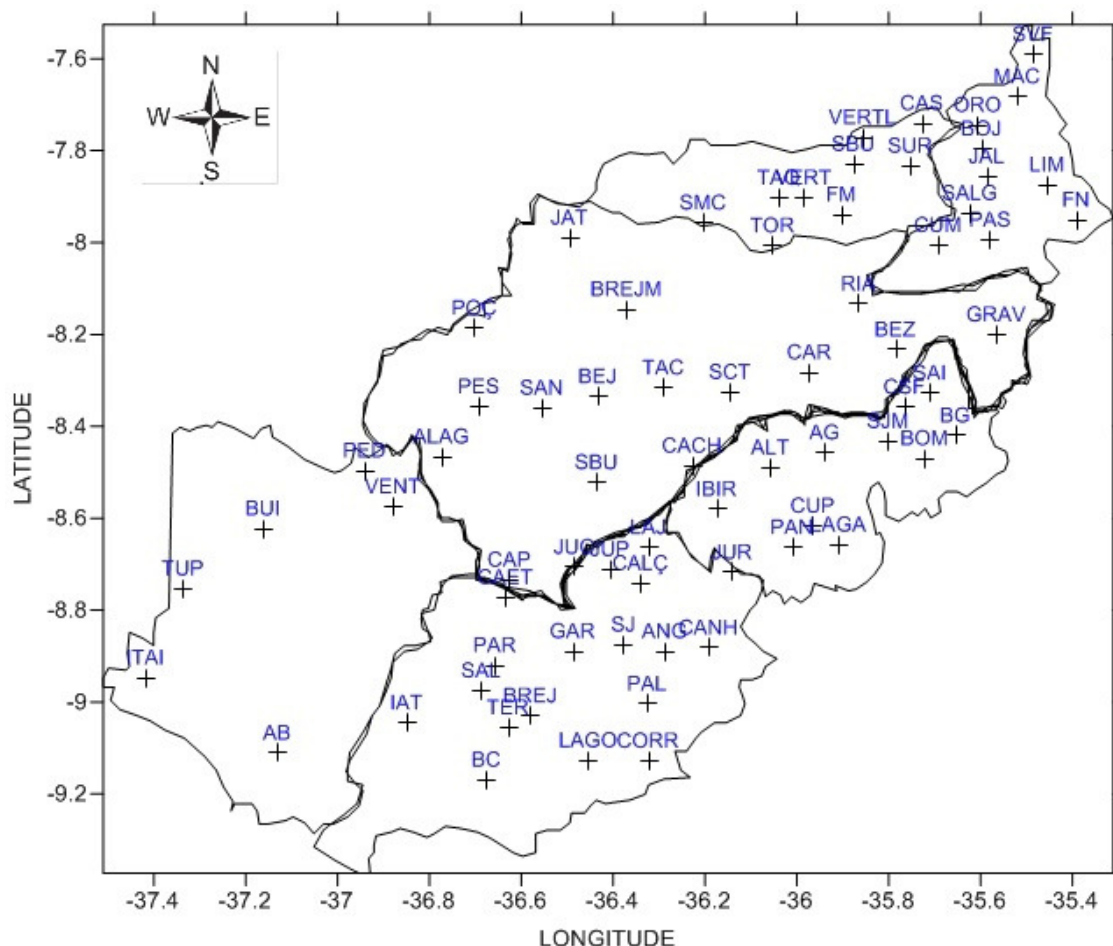 SVF
-7.6
N
MAC
W E
CAS ORO
VERTL
BOJ
-7.8
SBU SUR
S
JAL
LIM
TAQ VERT
SALG FN
SMC FM
PAS
JAT TOR CUM
-8
BREJM RIA
POÇ GRAV
-8.2
BEZ
CAR
TAC SCT SAI
BEJ
PES SAN CSF
BG
-8.4
SJM
ALAG AG BOM
PED CACH ALT
SBU
VENT IBIR
BUI CUP
-8.6
LAJ PAN LAGA
JUC JUP JUR
CAP CALÇ
TUP CAET
-8.8
GAR SJ ANG CANH
PAR
ITAI SAL
PAL
-9
IAT TER BREJ
AB LAGO CORR
BC
-9.2
LATITUDE
-37.4 -37.2 -37 -36.8 -36.6 -36.4 -36.2 -36 -35.8 -35.6 -35.4
LONGITUDE